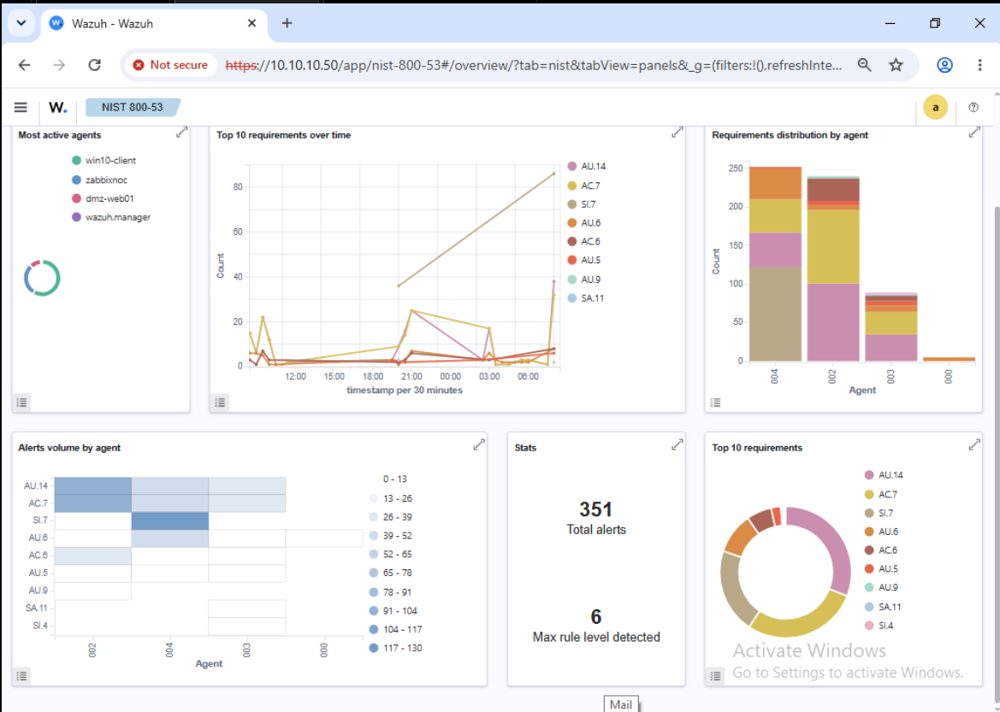 Wazuh - Wazuh
Not secure https://10.10.10.50/app/nist-800-53#/overview/?tab=nist&tabView=panels&_g=(filters:!(),refreshInte...
W. NIST 800-53 a
Most active agents
win10-client
zabbixnoc
dmz-web01
wazuh.manager
Top 10 requirements over time
80
60
40
20
0
Count
12:00 15:00 18:00 21:00 00:00 03:00 06:00
timestamp per 30 minutes
AU.14
AC.7
SI.7
AU.6
AC.6
AU.5
AU.9
SA.11
Requirements distribution by agent
250
200
150
100
50
0
Count
004 002 003 000
Agent
Alerts volume by agent
AU.14
AC.7
SI.7
AU.6
AC.6
AU.5
AU.9
SA.11
SI.4
002 004 003 000
Agent
0 - 13
13 - 26
26 - 39
39 - 52
52 - 65
65 - 78
78 - 91
91 - 104
104 - 117
117 - 130
Stats
351
Total alerts
6
Max rule level detected
Top 10 requirements
AU.14
AC.7
SI.7
AU.6
AC.6
AU.5
AU.9
SA.11
SI.4
Activate Windows
Go to Settings to activate Windows.
Mail